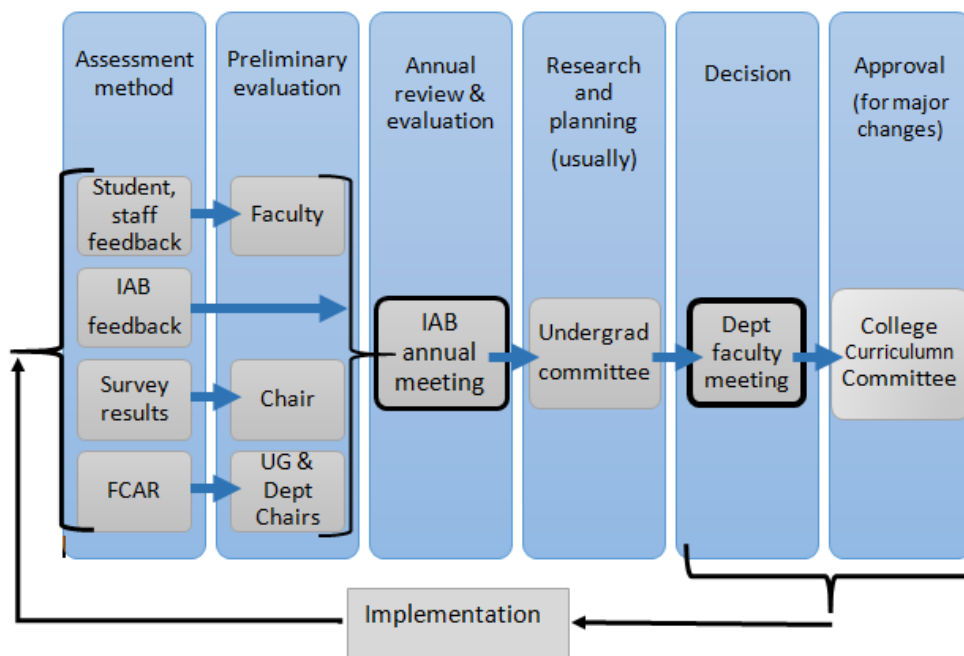 Assessment
method
Preliminary
evaluation
Annual
review &
evaluation
Research
and
planning
(usually)
Decision
Approval
(for major
changes)
Student,
staff
feedback
Faculty
IAB
feedback
Survey
results
Chair
FCAR
UG &
Dept
Chairs
IAB
annual
meeting
Undergrad
committee
Dept
faculty
meeting
College
Curriculumn
Committee
Implementation